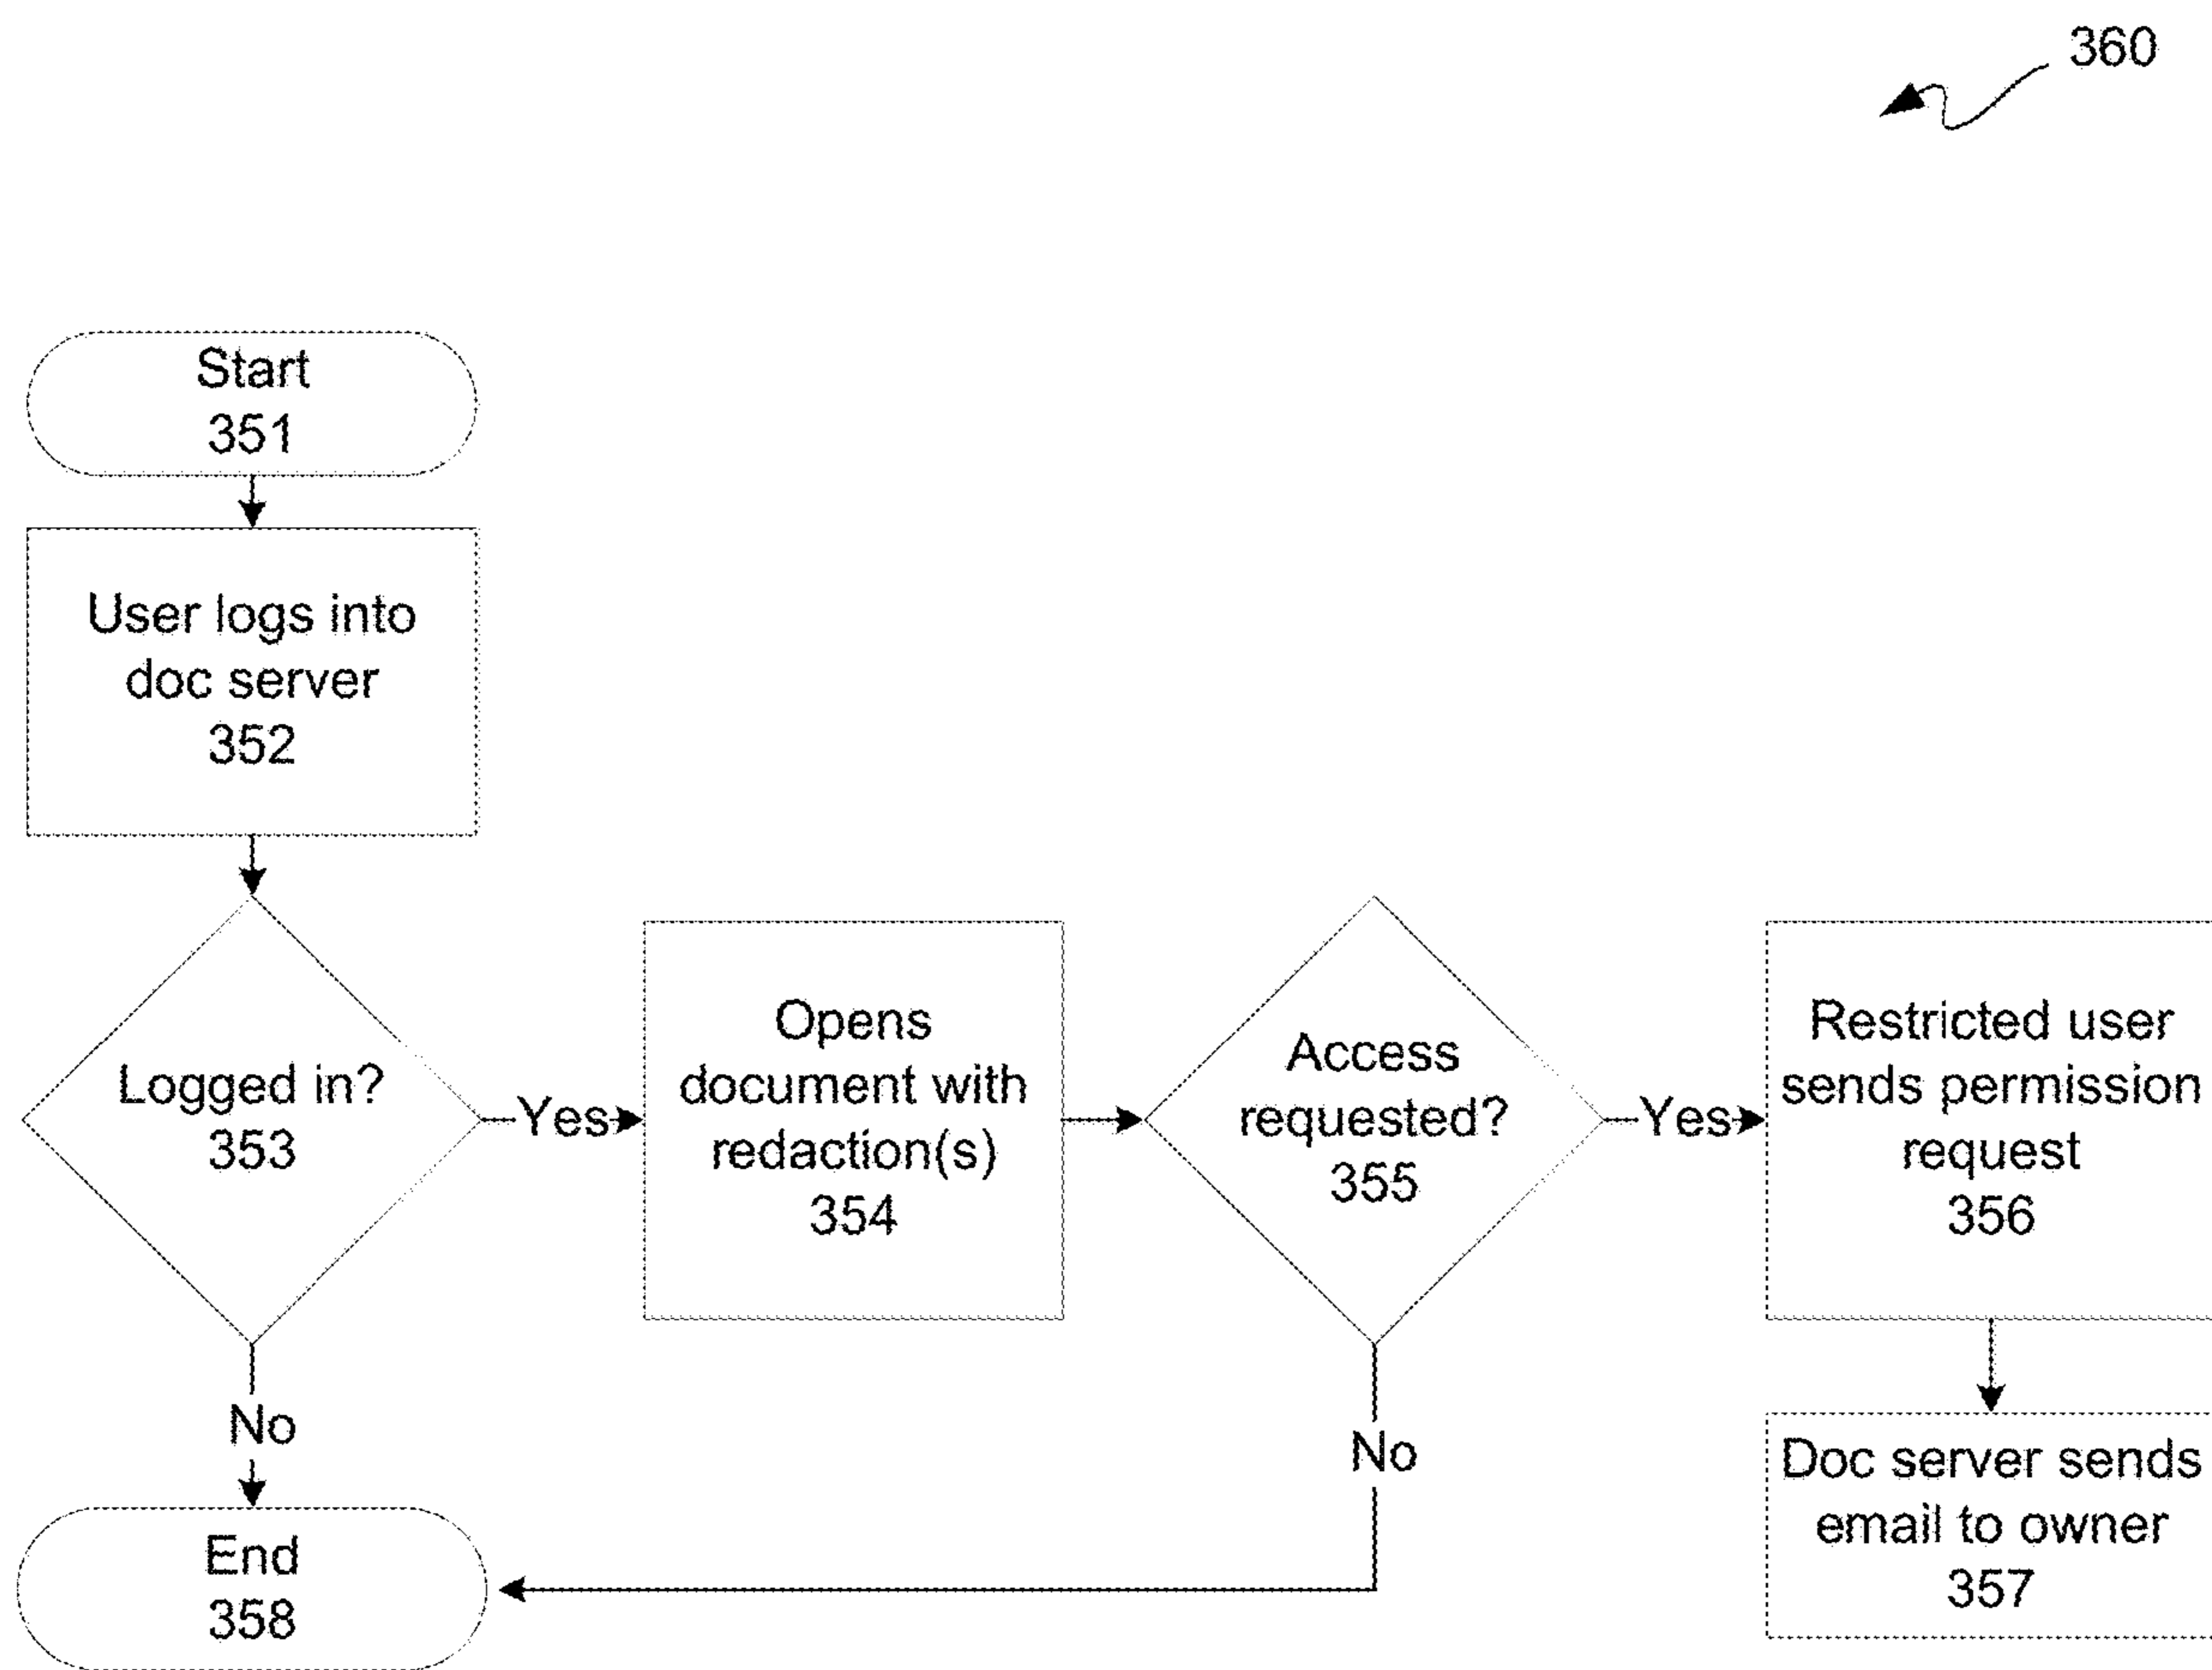 360
Start
351
User logs into
doc server
352
Logged in?
353
Yes
No
Opens
document with
redaction(s)
354
Access
requested?
355
Yes
No
Restricted user
sends permission
request
356
Doc server sends
email to owner
357
End
358